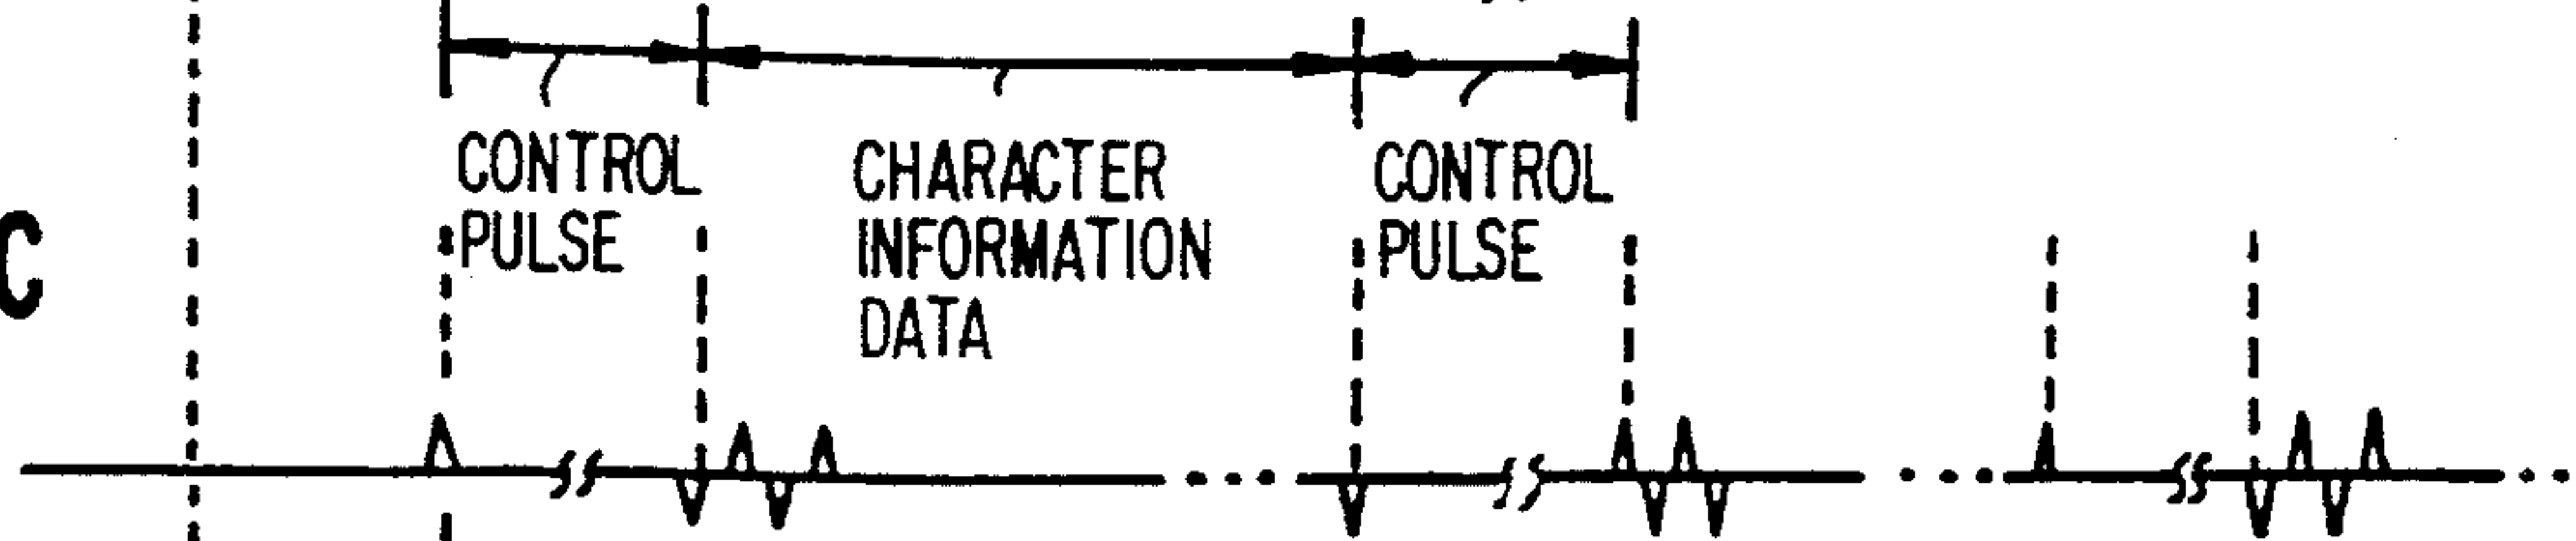 CONTROL
PULSE
CHARACTER
INFORMATION
DATA
CONTROL
PULSE
C